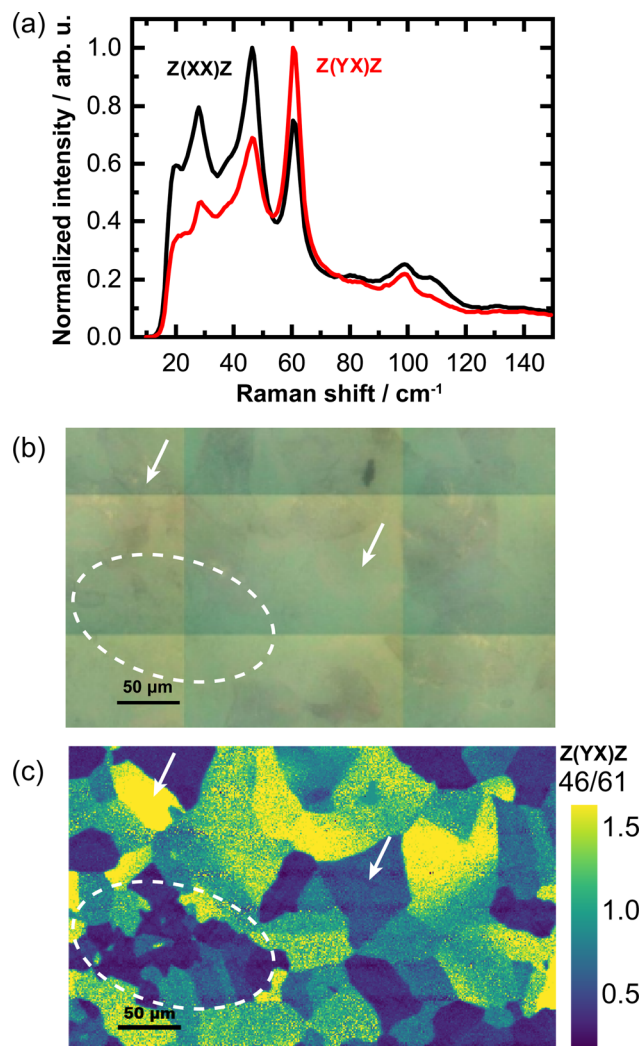 (a)
Z(XX)Z
Z(YX)Z
Normalized intensity / arb. u.
1.0
0.8
0.6
0.4
0.2
0.0
20 40 60 80 100 120 140
Raman shift / cm-1
(b)
50 µm
(c)
Z(YX)Z
46/61
1.5
1.0
0.5
50 µm